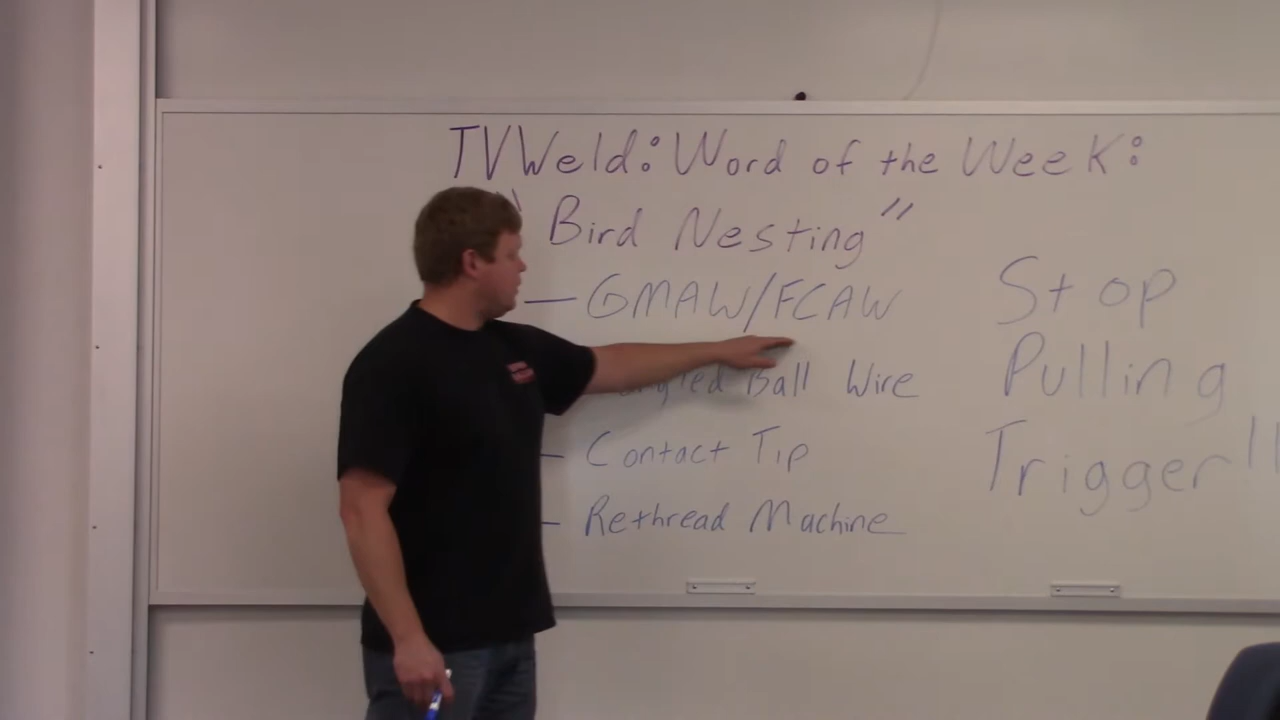 TVWeld: Word of the Week:
"Bird Nesting"
— GMAW/FCAW
Ball Wire
— Contact Tip
— Rethread Machine
Stop
Pulling
Trigger!!